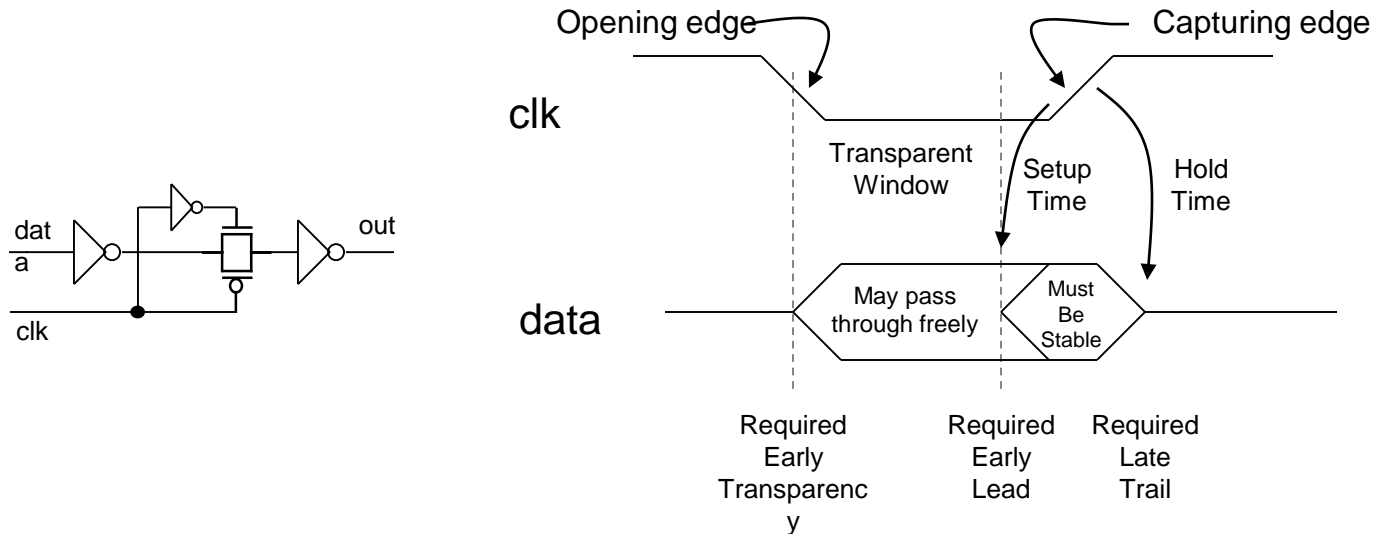 Opening edge
Capturing edge
clk
Transparent
Window
Setup
Time
Hold
Time
dat
a
out
clk
data
May pass
through freely
Must
Be
Stable
Required
Early
Transparenc
y
Required
Early
Lead
Required
Late
Trail